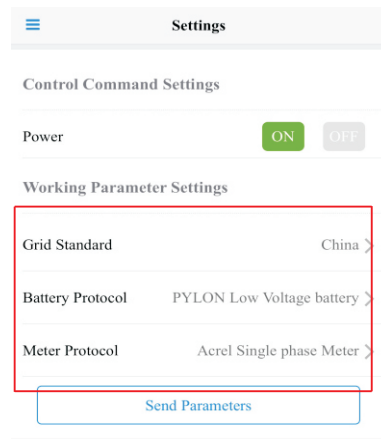 Settings
Control Command Settings
Power ON OFF
Working Parameter Settings
Grid Standard China
Battery Protocol PYLON Low Voltage battery
Meter Protocol Acrel Single phase Meter
Send Parameters